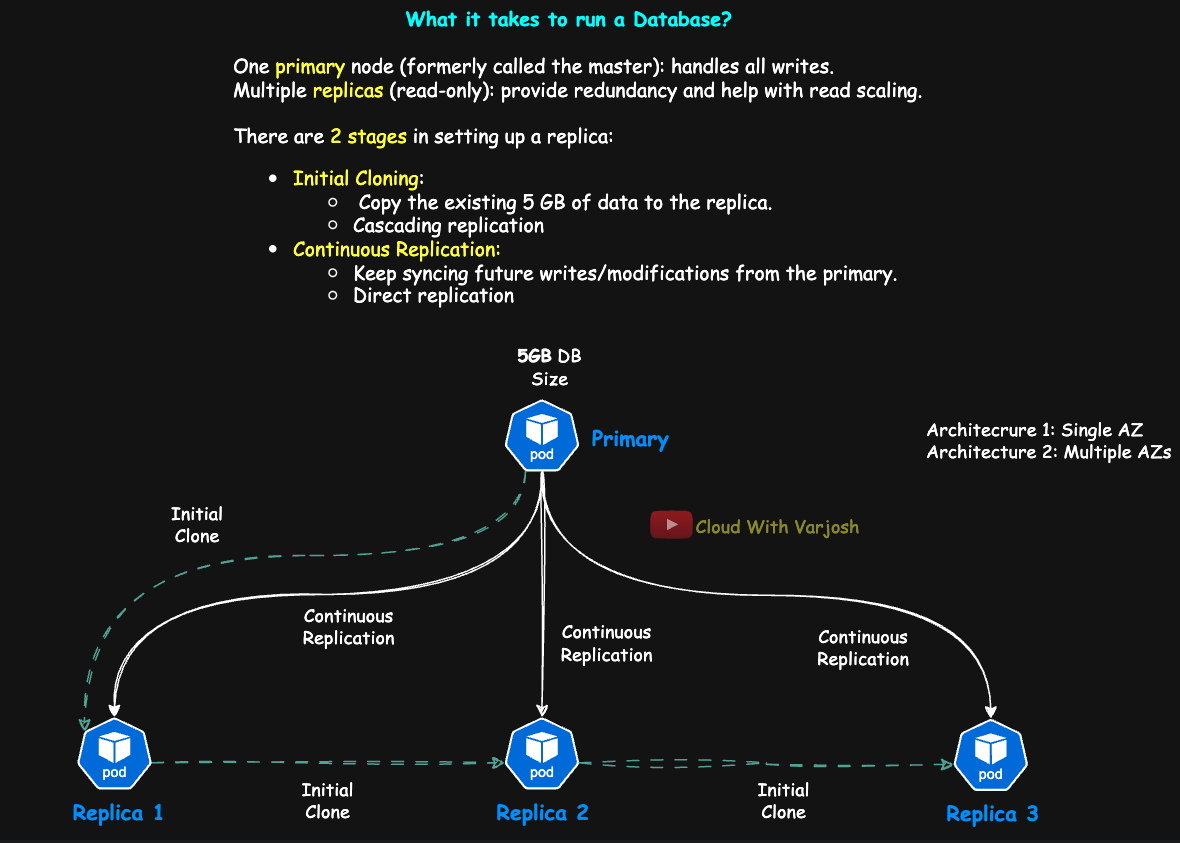 What it takes to run a Database?
One primary node (formerly called the master): handles all writes.
Multiple replicas (read-only): provide redundancy and help with read scaling.
There are 2 stages in setting up a replica:
• Initial Cloning:
○ Copy the existing 5 GB of data to the replica.
○ Cascading replication
• Continuous Replication:
○ Keep syncing future writes/modifications from the primary.
○ Direct replication
5GB DB
Size
pod
Primary
Architecrure 1: Single AZ
Architecture 2: Multiple AZs
Initial
Clone
Cloud With Varjosh
Continuous
Replication
Continuous
Replication
Continuous
Replication
pod
pod
pod
Initial
Clone
Initial
Clone
Replica 1
Replica 2
Replica 3